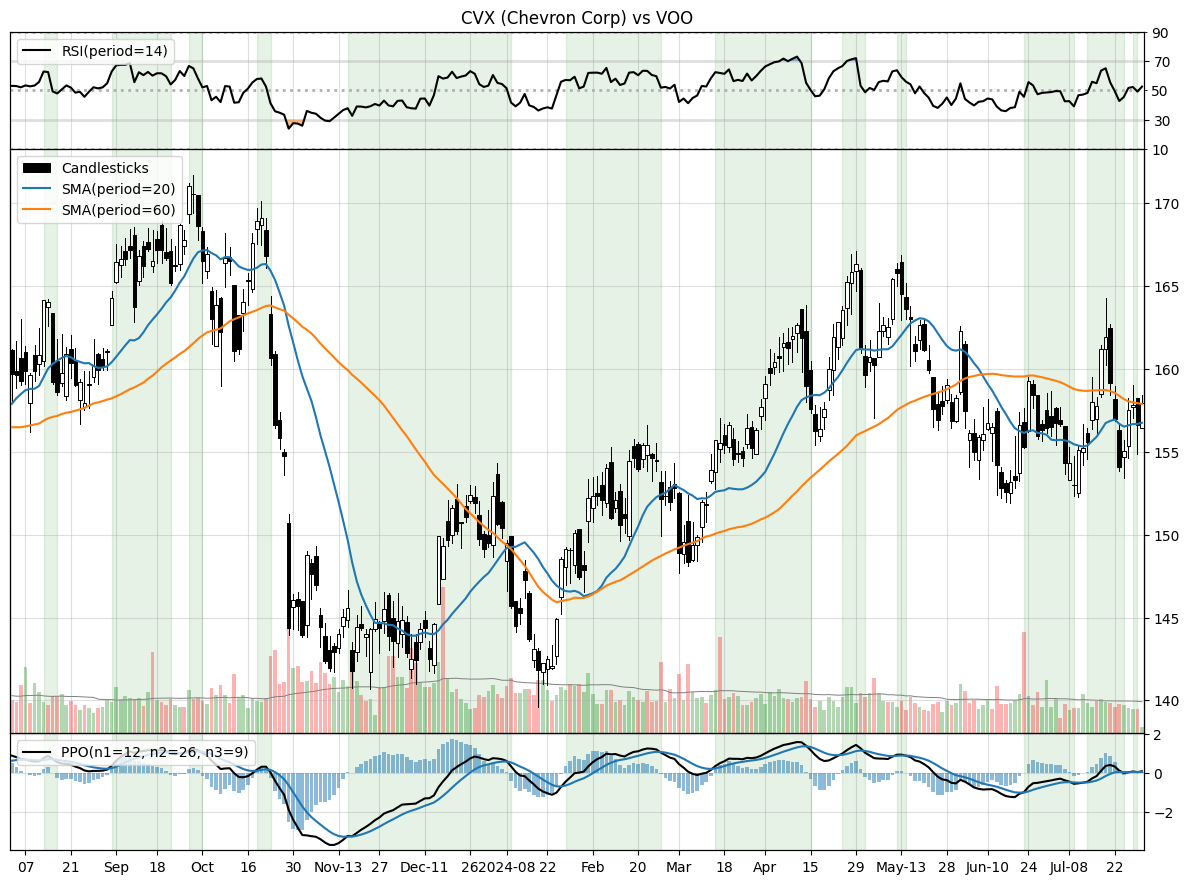 CVX (Chevron Corp) vs VOO
RSI(period=14)
90
70
50
30
10
Candlesticks
SMA(period=20)
SMA(period=60)
170
165
160
155
150
145
140
PPO(n1=12, n2=26, n3=9)
2
0
−2
07 21 Sep 18 Oct 16 30 Nov-13 27 Dec-11 26 2024-08 22 Feb 20 Mar 18 Apr 15 29 May-13 28 Jun-10 24 Jul-08 22